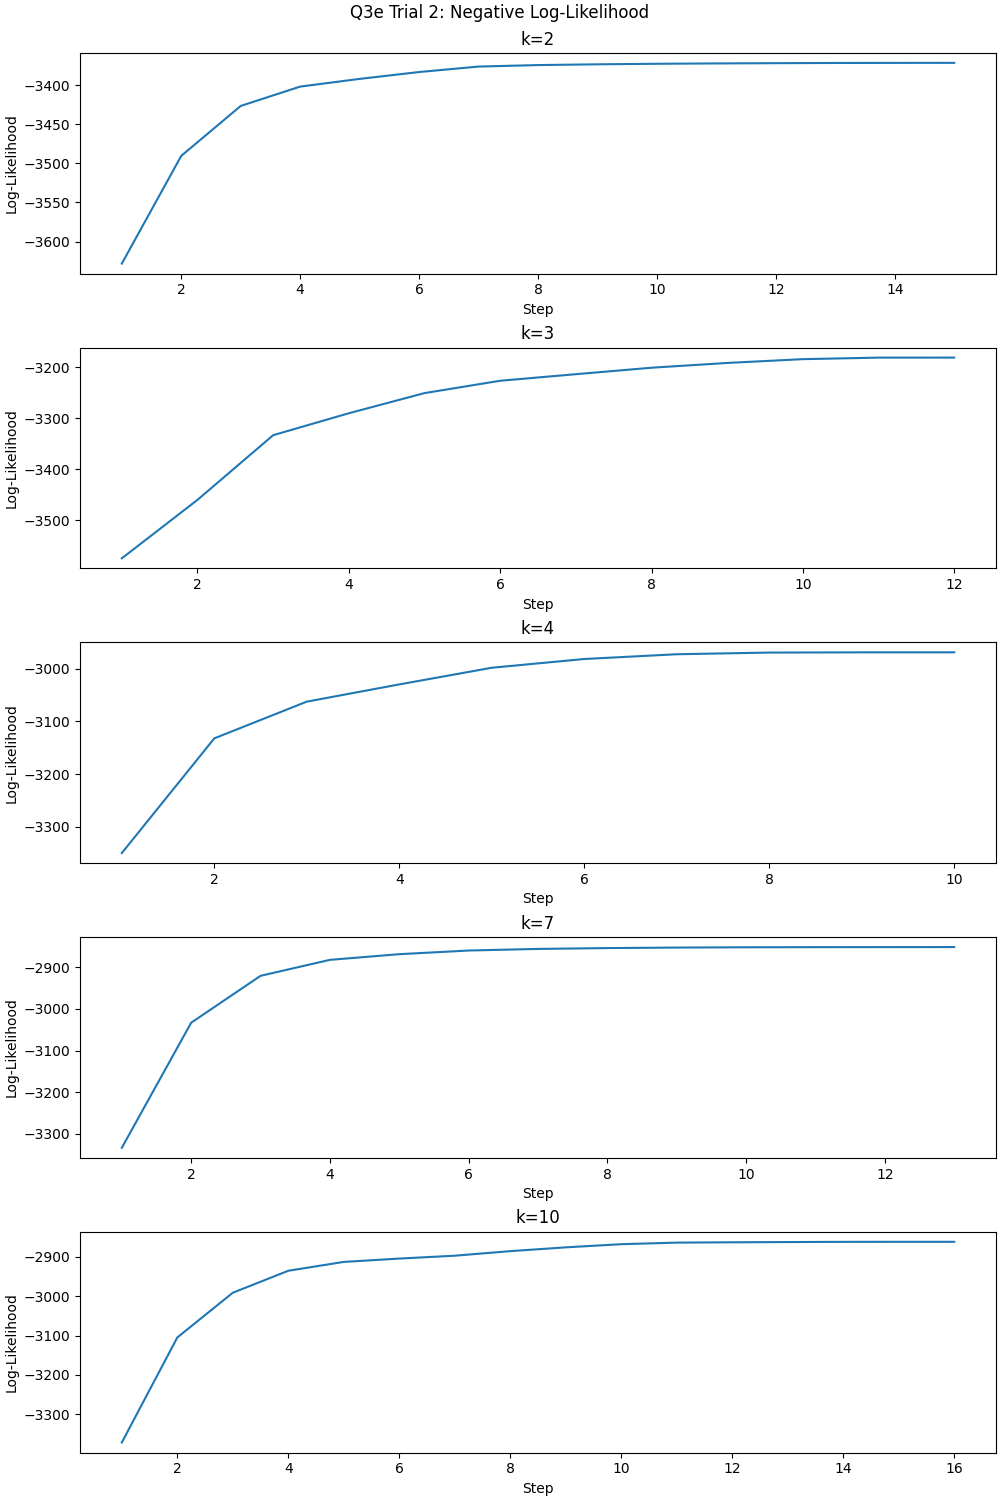 Q3e Trial 2: Negative Log-Likelihood
k=2
Log-Likelihood
−3400
−3450
−3500
−3550
−3600
2 4 6 8 10 12 14
Step
k=3
Log-Likelihood
−3200
−3300
−3400
−3500
2 4 6 8 10 12
Step
k=4
Log-Likelihood
−3000
−3100
−3200
−3300
2 4 6 8 10
Step
k=7
Log-Likelihood
−2900
−3000
−3100
−3200
−3300
2 4 6 8 10 12
Step
k=10
Log-Likelihood
−2900
−3000
−3100
−3200
−3300
2 4 6 8 10 12 14 16
Step